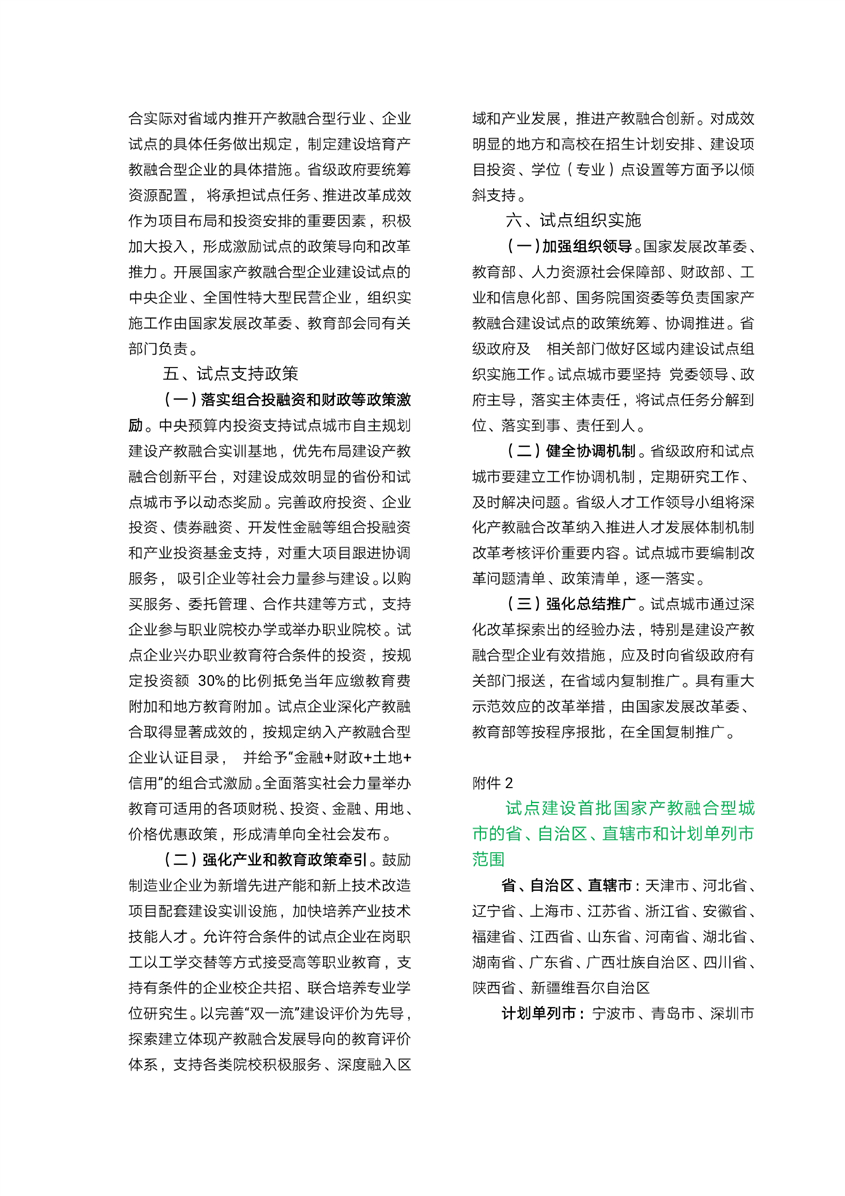 合实际对省域内推开产教融合型行业、企业
试点的具体任务做出规定，制定建设培育产
教融合型企业的具体措施。省级政府要统筹
资源配置， 将承担试点任务、推进改革成效
作为项目布局和投资安排的重要因素，积极
加大投入，形成激励试点的政策导向和改革
推力。开展国家产教融合型企业建设试点的
中央企业、全国性特大型民营企业，组织实
施工作由国家发展改革委、教育部会同有关
部门负责。
五、试点支持政策
（一）落实组合投融资和财政等政策激
励。中央预算内投资支持试点城市自主规划
建设产教融合实训基地，优先布局建设产教
融合创新平台，对建设成效明显的省份和试
点城市予以动态奖励。完善政府投资、企业
投资、债券融资、开发性金融等组合投融资
和产业投资基金支持，对重大项目跟进协调
服务， 吸引企业等社会力量参与建设。以购
买服务、委托管理、合作共建等方式，支持
企业参与职业院校办学或举办职业院校。试
点企业兴办职业教育符合条件的投资，按规
定投资额 30%的比例抵免当年应缴教育费
附加和地方教育附加。试点企业深化产教融
合取得显著成效的，按规定纳入产教融合型
企业认证目录， 并给予“金融+财政+土地+
信用”的组合式激励。全面落实社会力量举办
教育可适用的各项财税、投资、金融、用地、
价格优惠政策，形成清单向全社会发布。
（二）强化产业和教育政策牵引。鼓励
制造业企业为新增先进产能和新上技术改造
项目配套建设实训设施，加快培养产业技术
技能人才。允许符合条件的试点企业在岗职
工以工学交替等方式接受高等职业教育，支
持有条件的企业校企共招、联合培养专业学
位研究生。以完善“双一流”建设评价为先导，
探索建立体现产教融合发展导向的教育评价
体系，支持各类院校积极服务、深度融入区
域和产业发展，推进产教融合创新。对成效
明显的地方和高校在招生计划安排、建设项
目投资、学位（专业）点设置等方面予以倾
斜支持。
六、试点组织实施
（一）加强组织领导。国家发展改革委、
教育部、人力资源社会保障部、财政部、工
业和信息化部、国务院国资委等负责国家产
教融合建设试点的政策统筹、协调推进。省
级政府及 相关部门做好区域内建设试点组
织实施工作。试点城市要坚持 党委领导、政
府主导，落实主体责任，将试点任务分解到
位、落实到事、责任到人。
（二）健全协调机制。省级政府和试点
城市要建立工作协调机制，定期研究工作、
及时解决问题。省级人才工作领导小组将深
化产教融合改革纳入推进人才发展体制机制
改革考核评价重要内容。试点城市要编制改
革问题清单、政策清单，逐一落实。
（三）强化总结推广。试点城市通过深
化改革探索出的经验办法，特别是建设产教
融合型企业有效措施，应及时向省级政府有
关部门报送，在省域内复制推广。具有重大
示范效应的改革举措，由国家发展改革委、
教育部等按程序报批，在全国复制推广。
附件 2
试点建设首批国家产教融合型城
市的省、自治区、直辖市和计划单列市
范围
省、自治区、直辖市：天津市、河北省、
辽宁省、上海市、江苏省、浙江省、安徽省、
福建省、江西省、山东省、河南省、湖北省、
湖南省、广东省、广西壮族自治区、四川省、
陕西省、新疆维吾尔自治区
计划单列市：宁波市、青岛市、深圳市